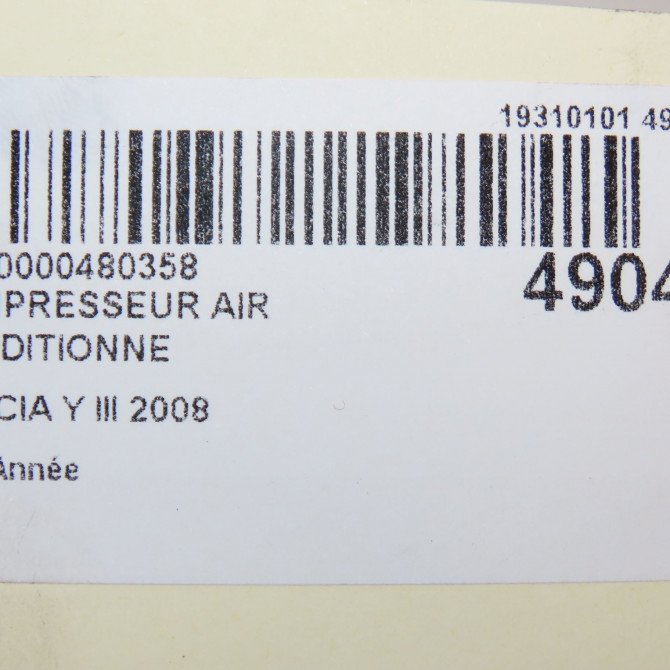 19310101 49
0000480358
4904
PRESSEUR AIR
DITIONNE
CIA Y III 2008
Année